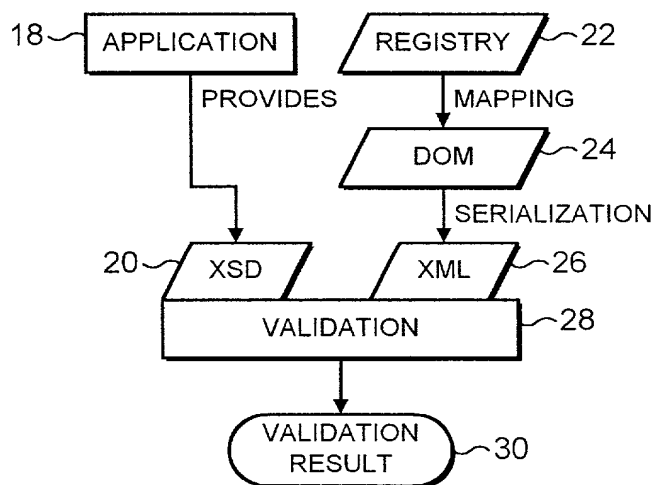 18
APPLICATION
REGISTRY
22
PROVIDES
MAPPING
DOM
24
SERIALIZATION
20
XSD
XML
26
VALIDATION
28
VALIDATION
RESULT
30